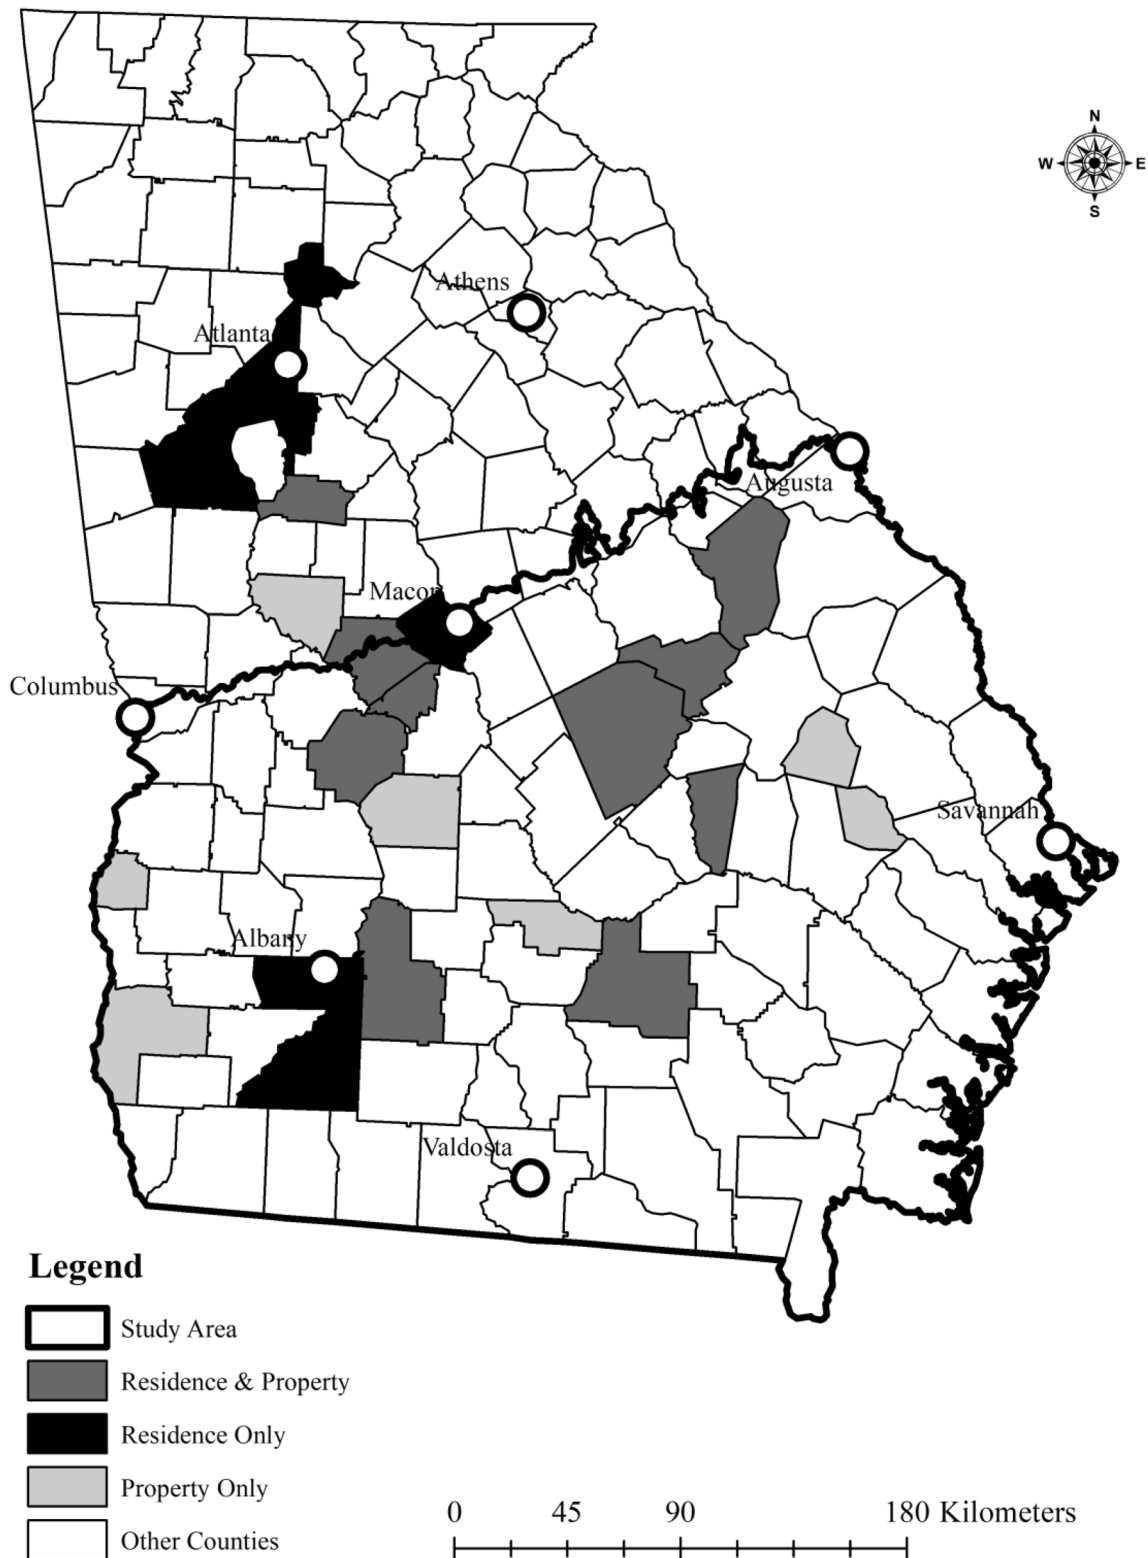 N
W E
S
Athens
Atlanta
Augusta
Macon
Columbus
Savannah
Albany
Valdosta
Legend
Study Area
Residence & Property
Residence Only
Property Only
Other Counties
0 45 90 180 Kilometers